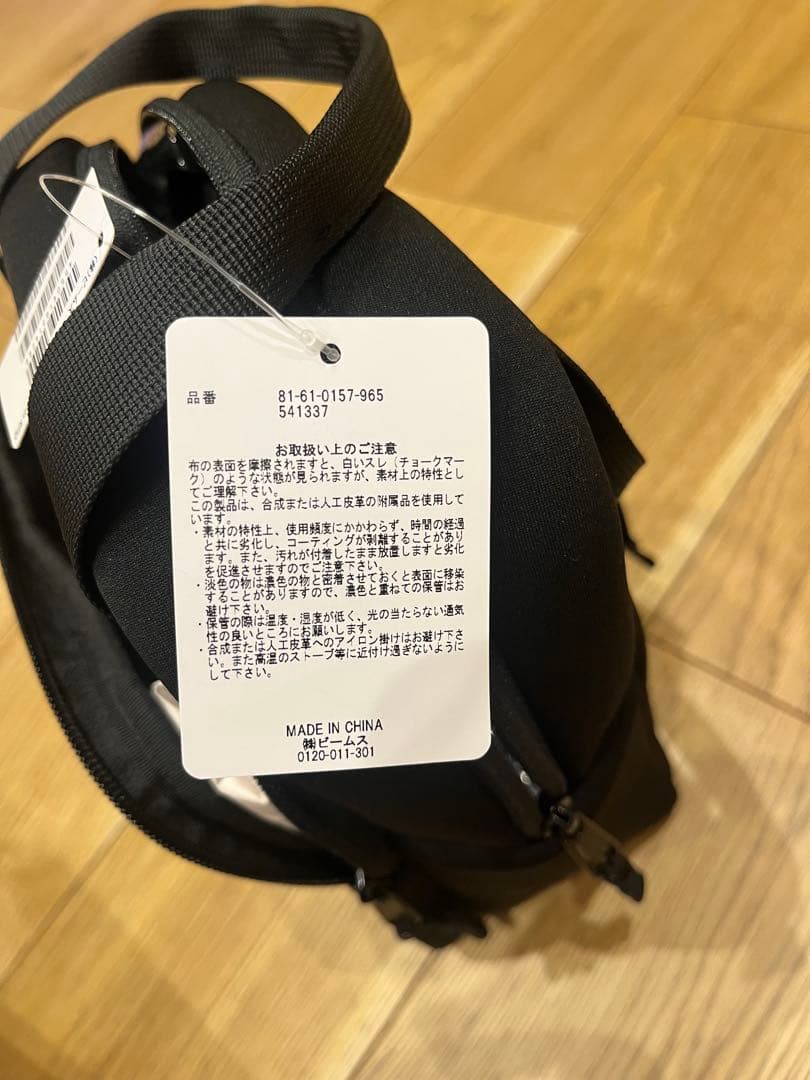 品番 81-61-0157-965
541337
お取扱い上のご注意
布の表面を摩擦されますと、白いスレ（チョークマー
ク）のような状態が見られますが、素材上の特性とし
てご理解下さい。
この製品は、合成または人工皮革の附属品を使用して
います。
・素材の特性上、使用頻度にかかわらず、時間の経過
と共に劣化し、コーティングが剥離することがあり
ます。また、汚れが付着したまま放置しますと劣化
を促進させますのでご注意下さい。
・淡色の物は濃色の物と密着させておくと表面に移染
することがありますので、濃色と重ねての保管はお
避け下さい。
・保管の際は温度・湿度が低く、光の当たらない通気
性の良いところにお願いします。
・合成または人工皮革へのアイロン掛けはお避け下さ
い。また高温のストーブ等に近付け過ぎないように
して下さい。
MADE IN CHINA
㈱ビームス
0120-011-301